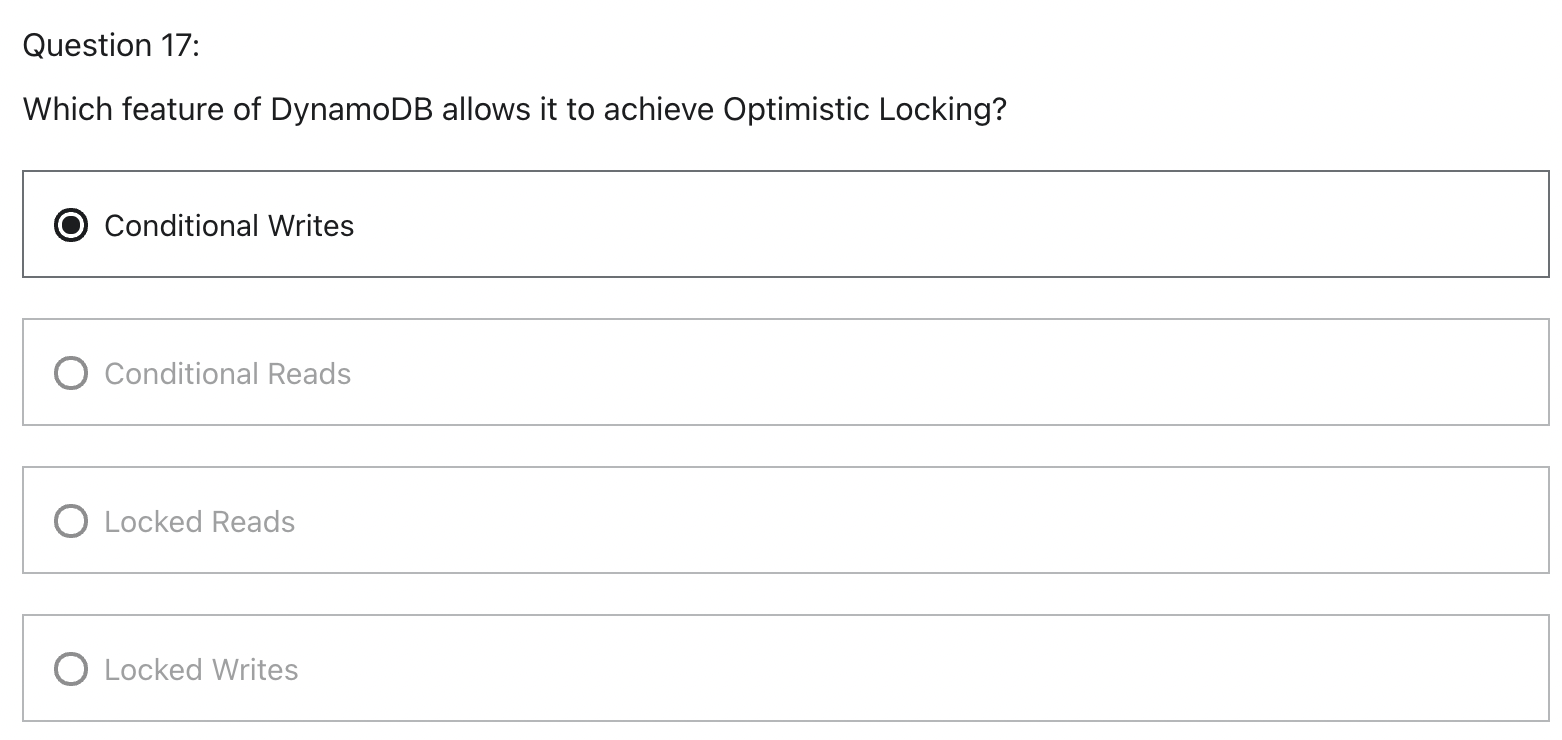 Question 17:
Which feature of DynamoDB allows it to achieve Optimistic Locking?
Conditional Writes
Conditional Reads
Locked Reads
Locked Writes